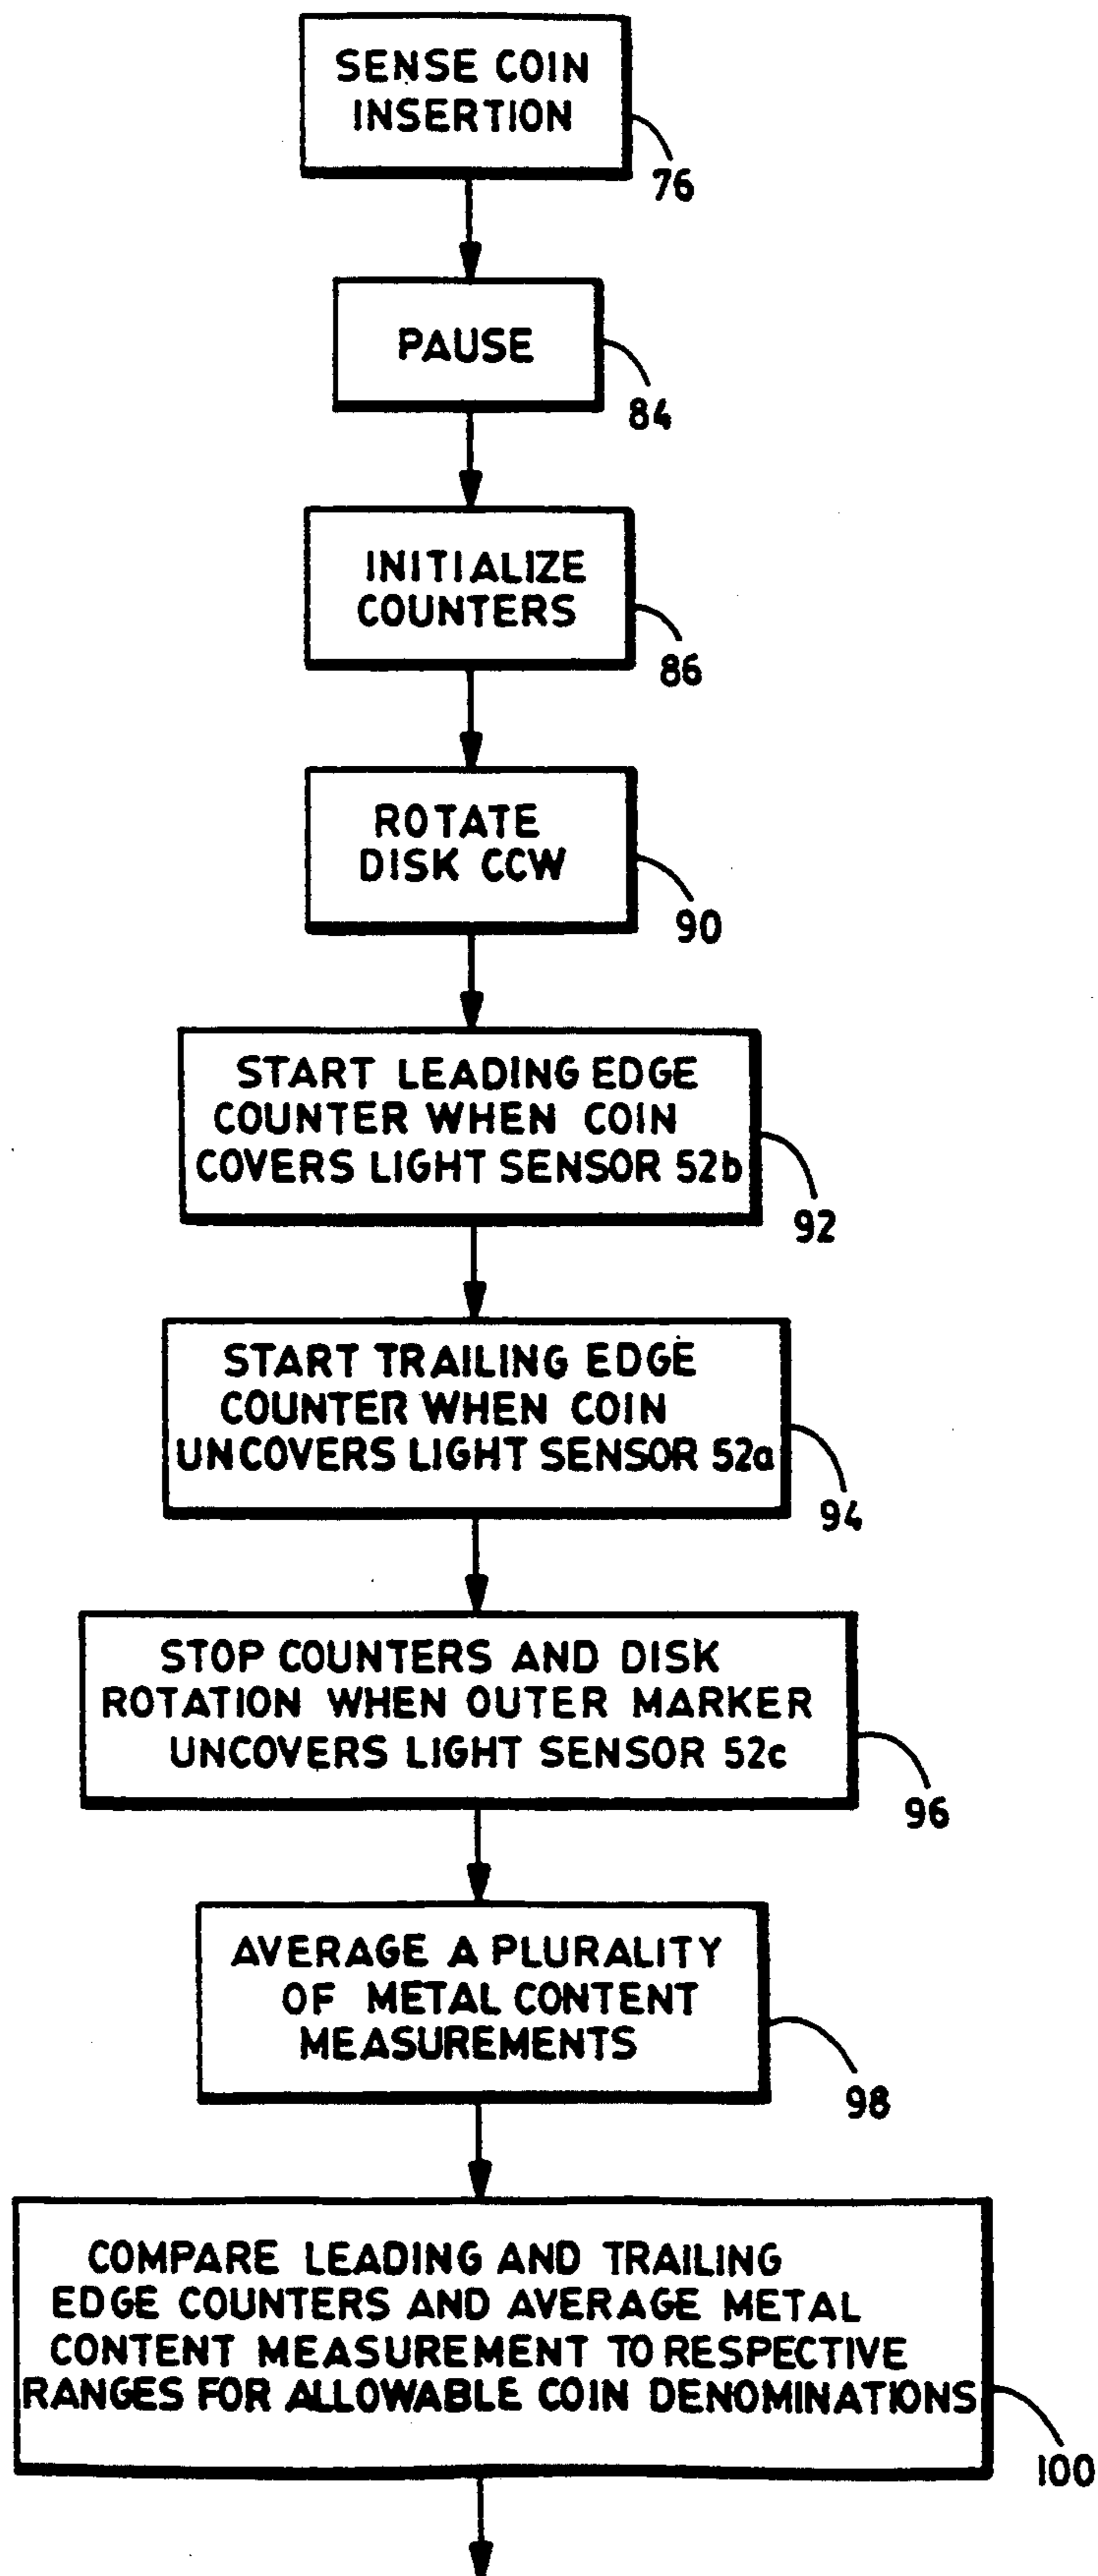 SENSE COIN
INSERTION
76
PAUSE
84
INITIALIZE
COUNTERS
86
ROTATE
DISK CCW
90
START LEADING EDGE
COUNTER WHEN COIN
COVERS LIGHT SENSOR 52b
92
START TRAILING EDGE
COUNTER WHEN COIN
UNCOVERS LIGHT SENSOR 52a
94
STOP COUNTERS AND DISK
ROTATION WHEN OUTER MARKER
UNCOVERS LIGHT SENSOR 52c
96
AVERAGE A PLURALITY
OF METAL CONTENT
MEASUREMENTS
98
COMPARE LEADING AND TRAILING
EDGE COUNTERS AND AVERAGE METAL
CONTENT MEASUREMENT TO RESPECTIVE
RANGES FOR ALLOWABLE COIN DENOMINATIONS
100